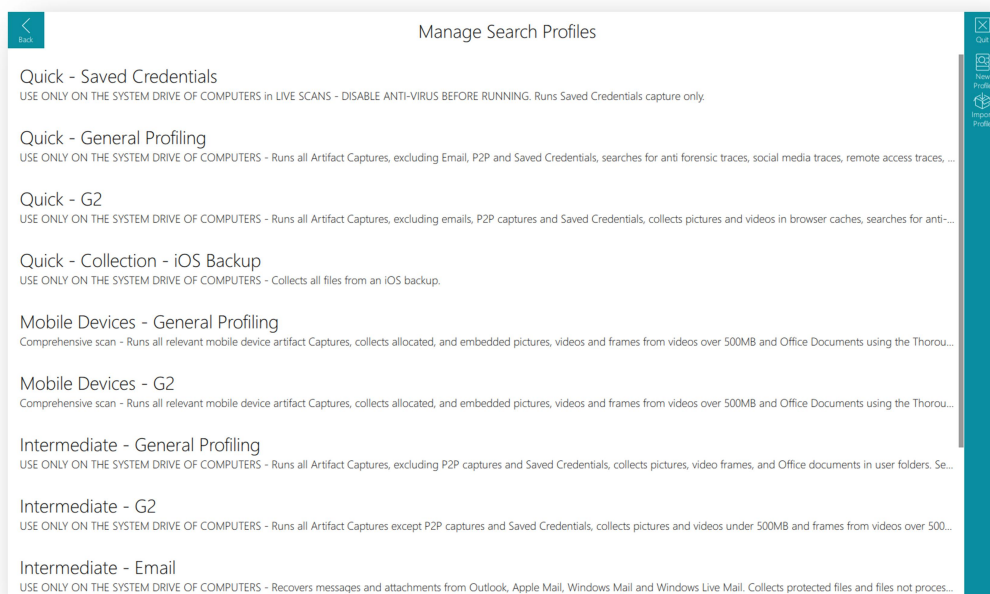 Back
Manage Search Profiles
Quit
New
Profile
Import
Profile
Quick - Saved Credentials
USE ONLY ON THE SYSTEM DRIVE OF COMPUTERS in LIVE SCANS - DISABLE ANTI-VIRUS BEFORE RUNNING. Runs Saved Credentials capture only.
Quick - General Profiling
USE ONLY ON THE SYSTEM DRIVE OF COMPUTERS - Runs all Artifact Captures, excluding Email, P2P and Saved Credentials, searches for anti forensic traces, social media traces, remote access traces, ...
Quick - G2
USE ONLY ON THE SYSTEM DRIVE OF COMPUTERS - Runs all Artifact Captures, excluding emails, P2P captures and Saved Credentials, collects pictures and videos in browser caches, searches for anti-...
Quick - Collection - iOS Backup
USE ONLY ON THE SYSTEM DRIVE OF COMPUTERS - Collects all files from an iOS backup.
Mobile Devices - General Profiling
Comprehensive scan - Runs all relevant mobile device artifact Captures, collects allocated, and embedded pictures, videos and frames from videos over 500MB and Office Documents using the Thorou...
Mobile Devices - G2
Comprehensive scan - Runs all relevant mobile device artifact Captures, collects allocated, and embedded pictures, videos and frames from videos over 500MB and Office Documents using the Thorou...
Intermediate - General Profiling
USE ONLY ON THE SYSTEM DRIVE OF COMPUTERS - Runs all Artifact Captures, excluding P2P captures and Saved Credentials, collects pictures, video frames, and Office documents in user folders. Se...
Intermediate - G2
USE ONLY ON THE SYSTEM DRIVE OF COMPUTERS - Runs all Artifact Captures except P2P captures and Saved Credentials, collects pictures and videos under 500MB and frames from videos over 500...
Intermediate - Email
USE ONLY ON THE SYSTEM DRIVE OF COMPUTERS - Recovers messages and attachments from Outlook, Apple Mail, Windows Mail and Windows Live Mail. Collects protected files and files not proces...